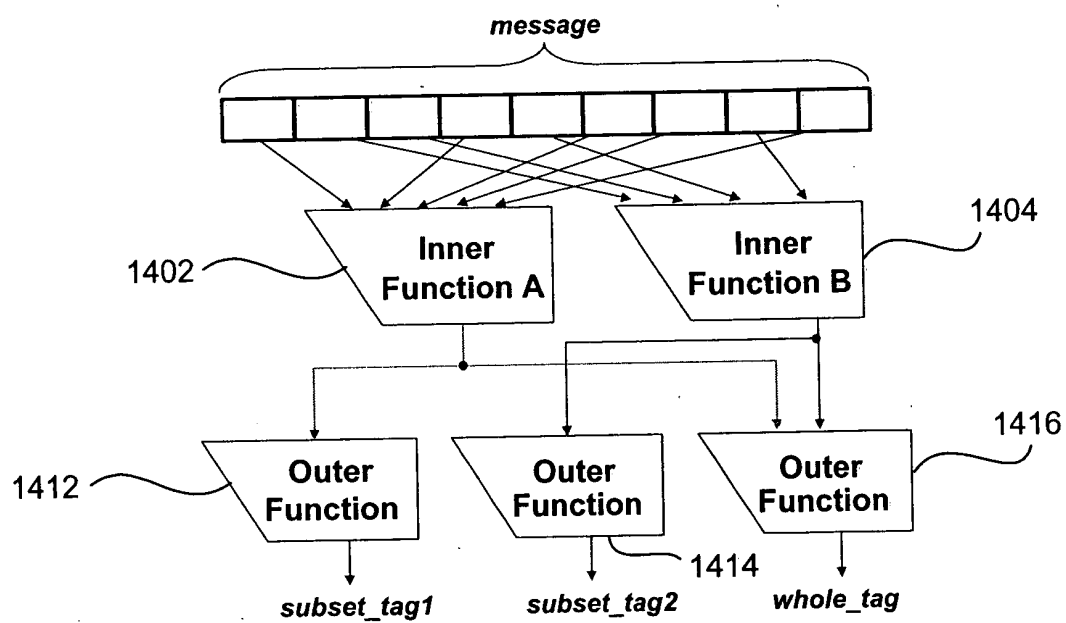 message
1404
Inner
Function A
Inner
Function B
1402
1416
Outer
Function
Outer
Function
Outer
Function
1412
1414
subset_tag1
subset_tag2
whole_tag